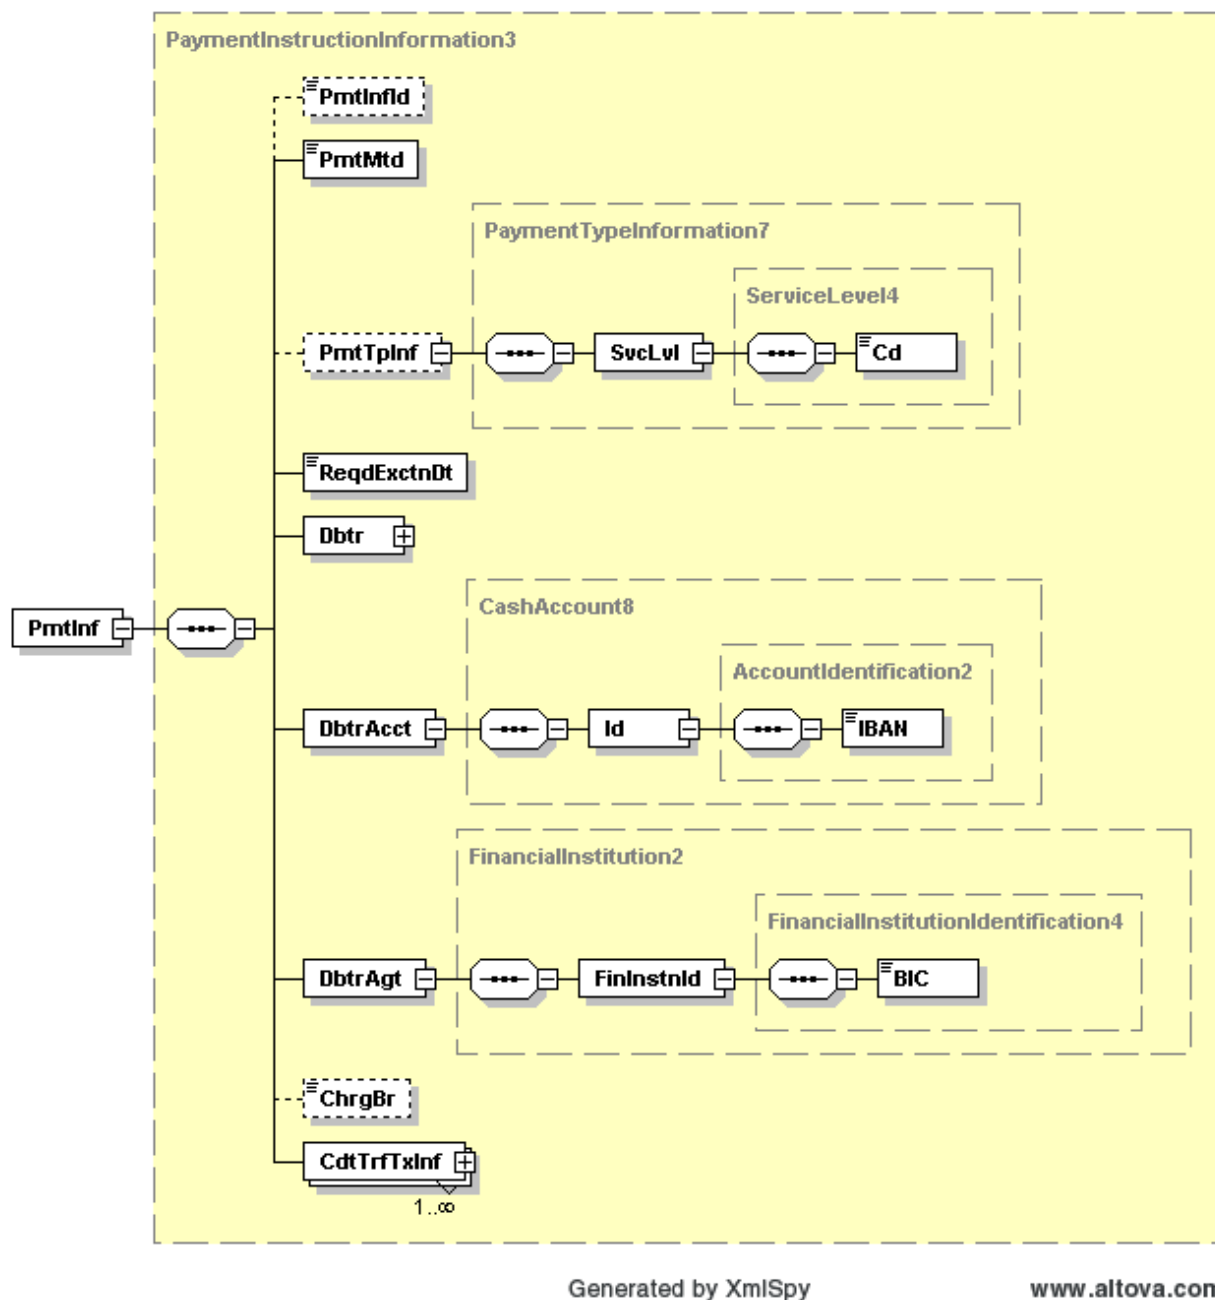 PaymentInstructionInformation3
PmtInfId
PmtMtd
PaymentTypeInformation7
ServiceLevel4
PmtTpInf
SvcLvl
Cd
ReqdExctnDt
Dbtr
CashAccount8
PmtInf
AccountIdentification2
DbtrAcct
Id
IBAN
FinancialInstitution2
FinancialInstitutionIdentification4
DbtrAgt
FinInstnId
BIC
ChrgBr
CdtTrfTxInf
1..∞
Generated by XmlSpy
www.altova.com